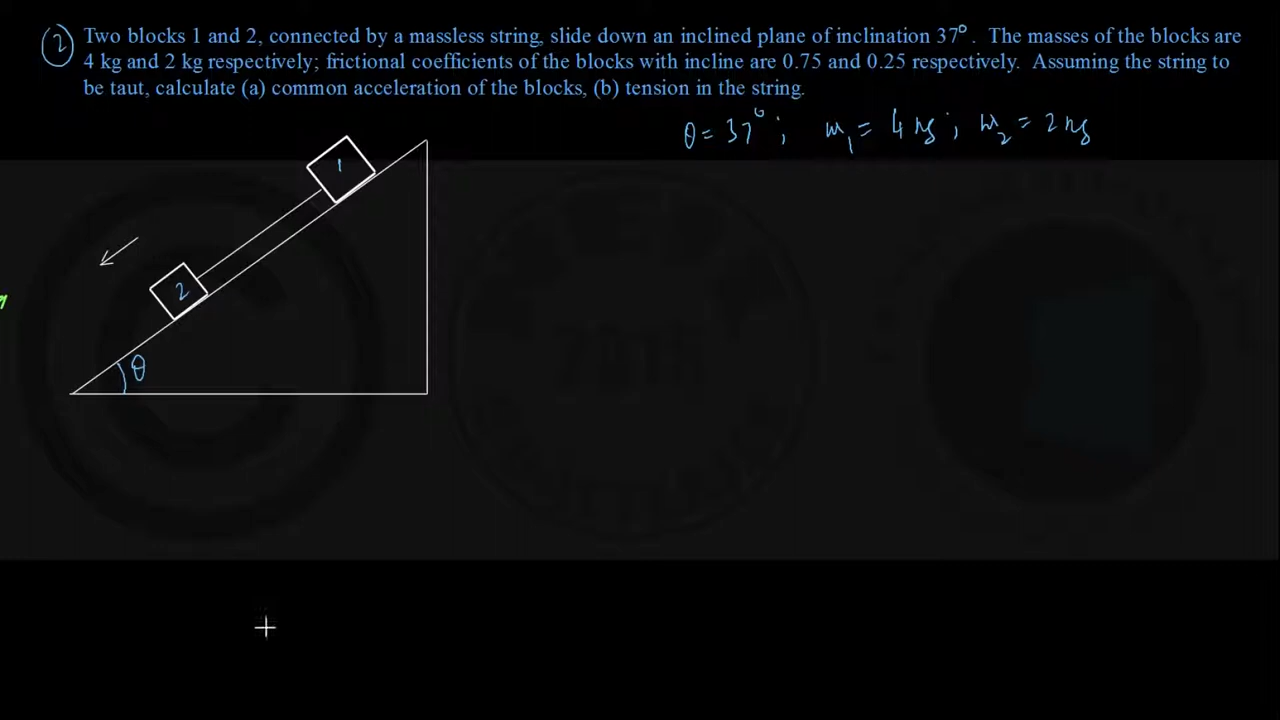 (2) Two blocks 1 and 2, connected by a massless string, slide down an inclined plane of inclination 37°. The masses of the blocks are
4 kg and 2 kg respectively; frictional coefficients of the blocks with incline are 0.75 and 0.25 respectively. Assuming the string to
be taut, calculate (a) common acceleration of the blocks, (b) tension in the string.
θ = 37° ; m₁ = 4 kg ; m₂ = 2 kg
1
2
θ